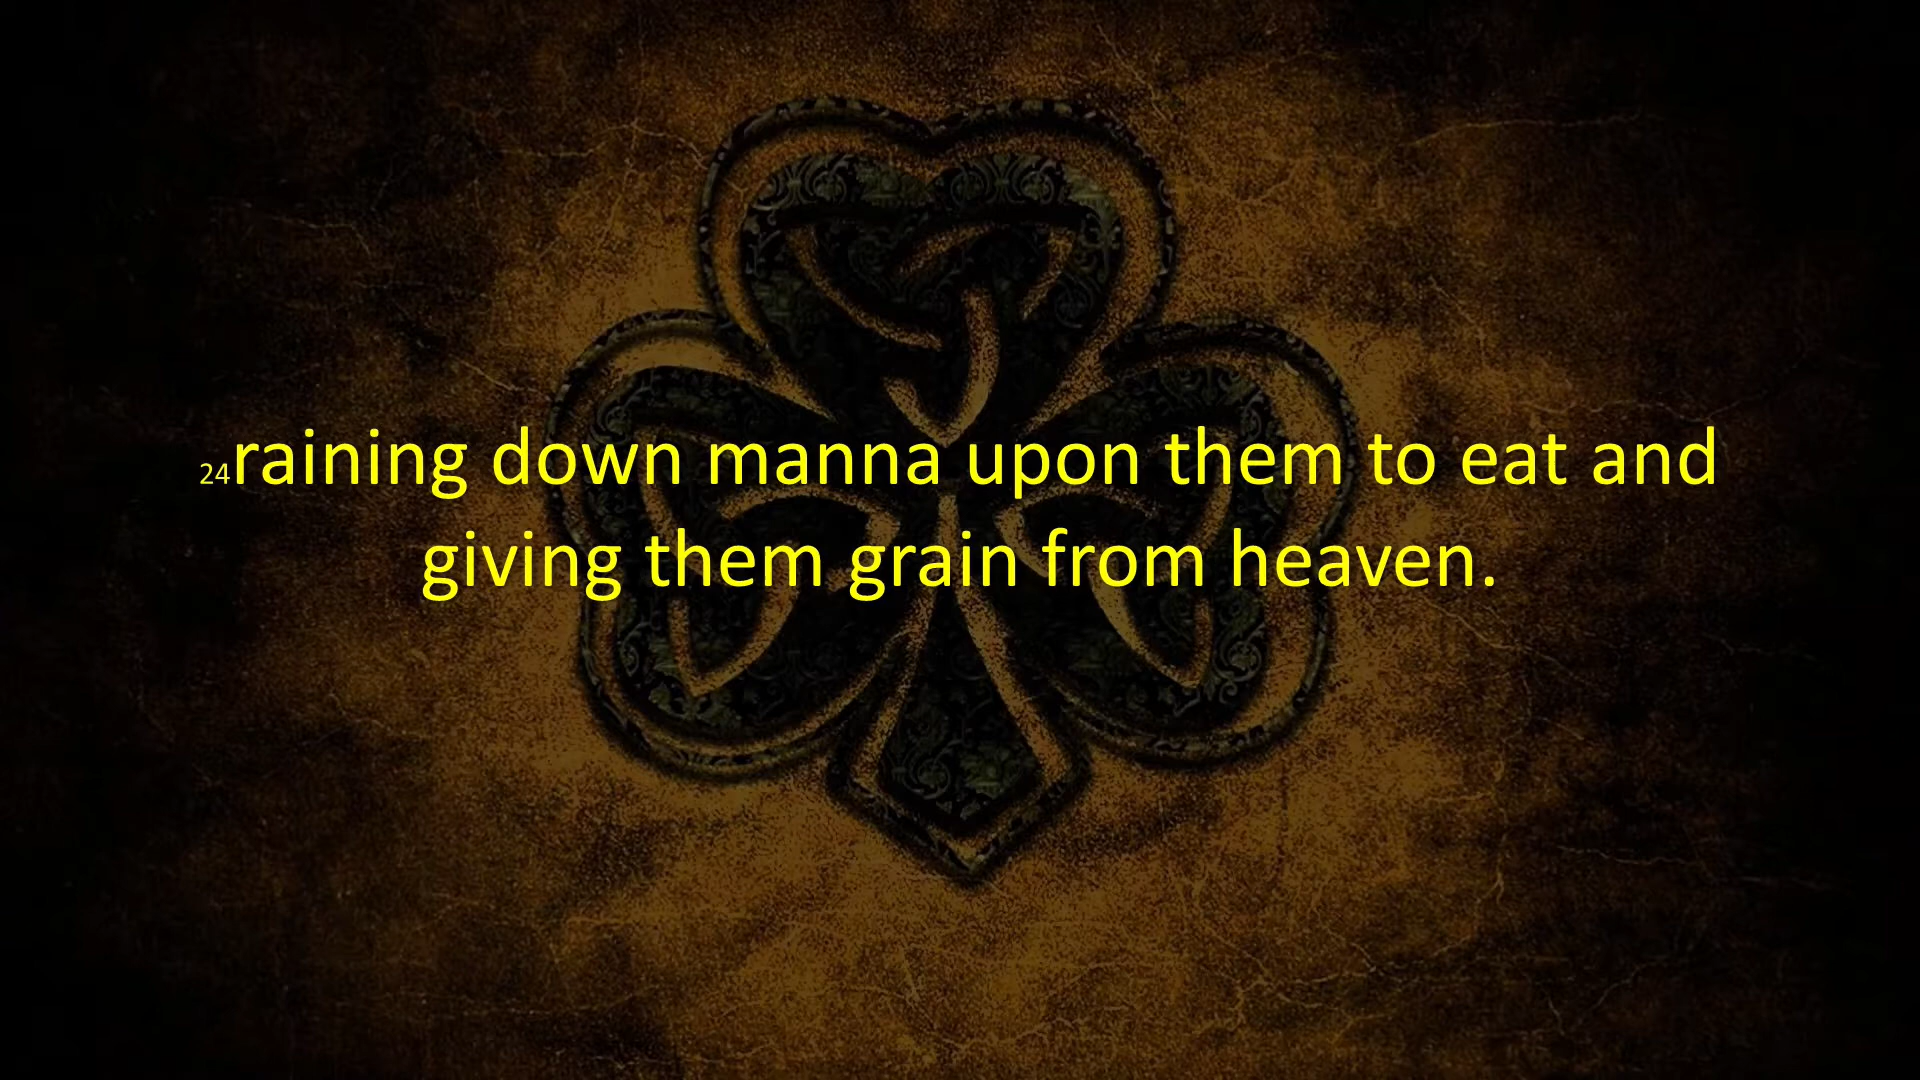 24raining down manna upon them to eat and
giving them grain from heaven.